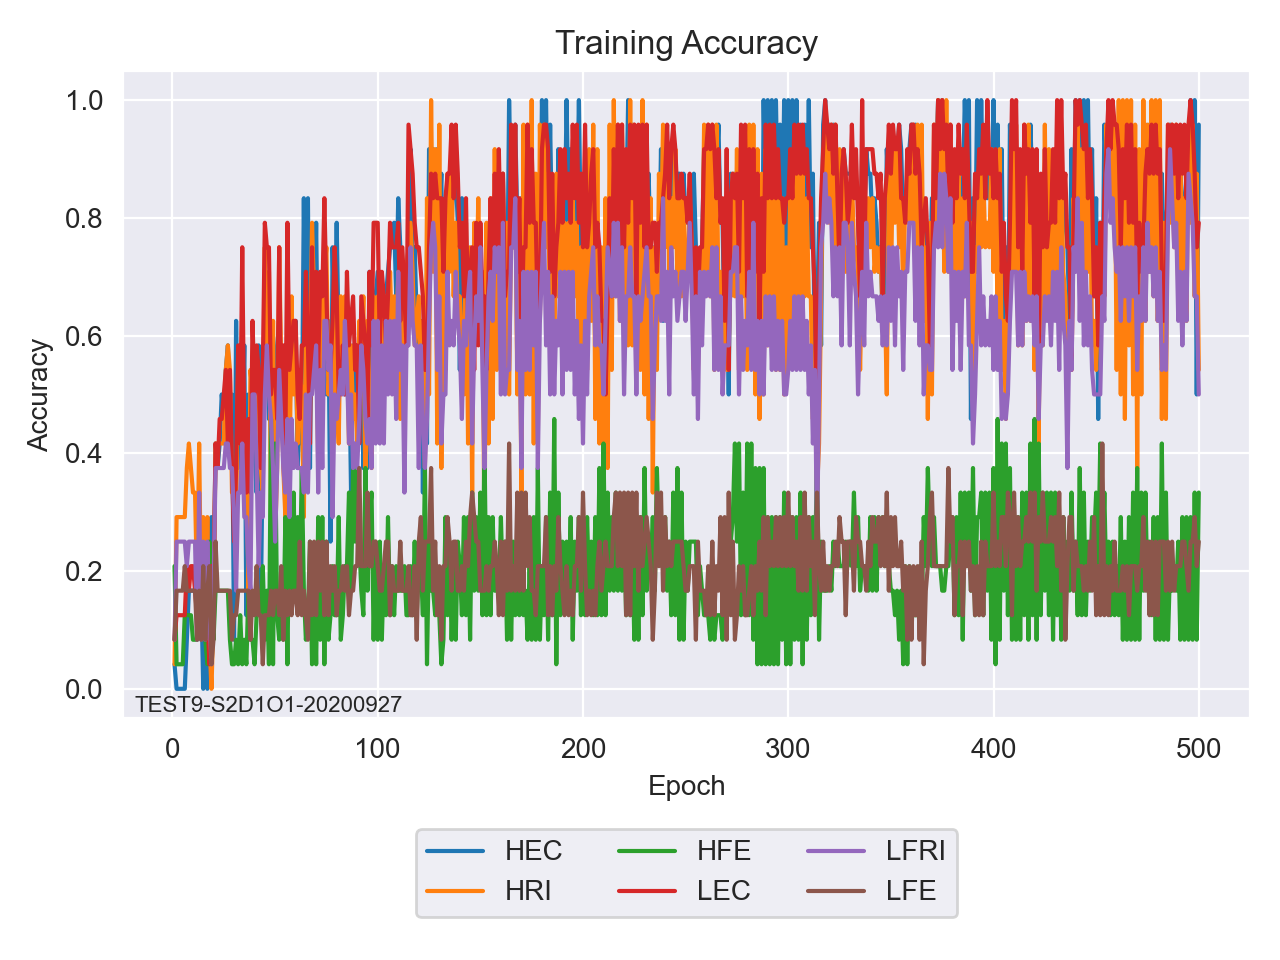 Training Accuracy
1.0
0.8
0.6
0.4
0.2
0.0
Accuracy
TEST9-S2D1O1-20200927
0 100 200 300 400 500
Epoch
HEC HFE LFRI
HRI LEC LFE